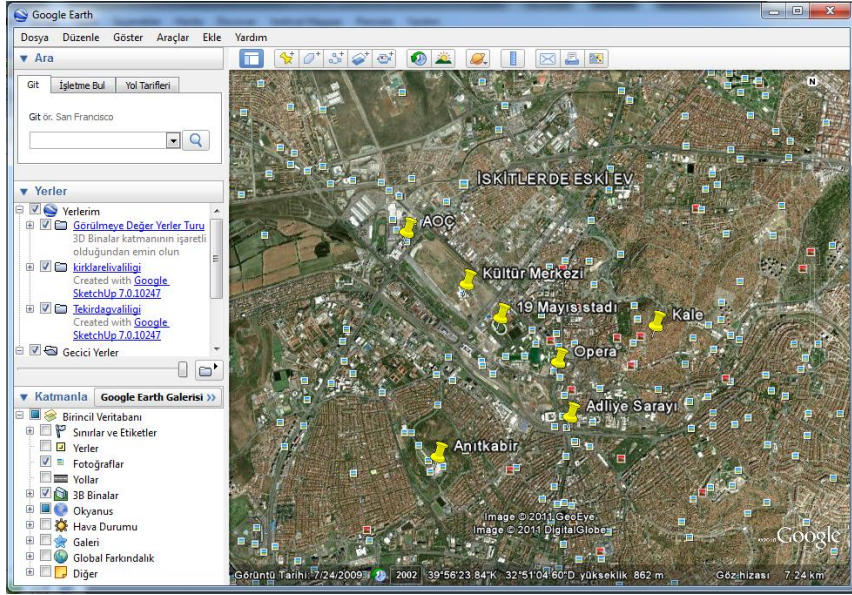 Google Earth
Dosya Düzenle Göster Araçlar Ekle Yardım
Ara
Git İşletme Bul Yol Tarifleri
Git ör. San Francisco
Yerler
Yerlerim
Görülmeye Değer Yerler Turu
3D Binalar katmanının işaretli
olduğundan emin olun
kirklarelivaliligi
Created with Google
SketchUp 7.0.10247
Tekirdagvaliligi
Created with Google
SketchUp 7.0.10247
Gecici Yerler
Katmanla Google Earth Galerisi >>
Birincil Veritabanı
Sınırlar ve Etiketler
Yerler
Fotoğraflar
Yollar
3B Binalar
Okyanus
Hava Durumu
Galeri
Global Farkındalık
Diğer
N
İSKİTLERDE ESKİ EV
AOÇ
Kültür Merkezi
19 Mayıs stadı
Kale
Opera
Adliye Sarayı
Anıtkabir
Image © 2011 GeoEye
Image © 2011 DigitalGlobe
Google
Görüntü Tarihi: 7/24/2009 2002 39°56'23.84"K 32°51'04.60"D yükseklik 862 m Göz hizası 7.24 km